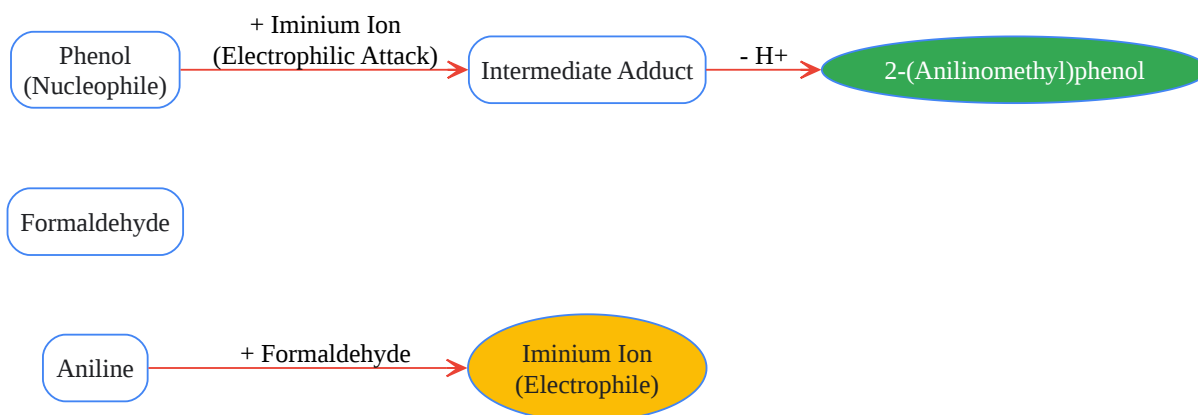 + Iminium Ion
(Electrophilic Attack)
Phenol
(Nucleophile)
Intermediate Adduct
- H+
2-(Anilinomethyl)phenol
Formaldehyde
Aniline
+ Formaldehyde
Iminium Ion
(Electrophile)